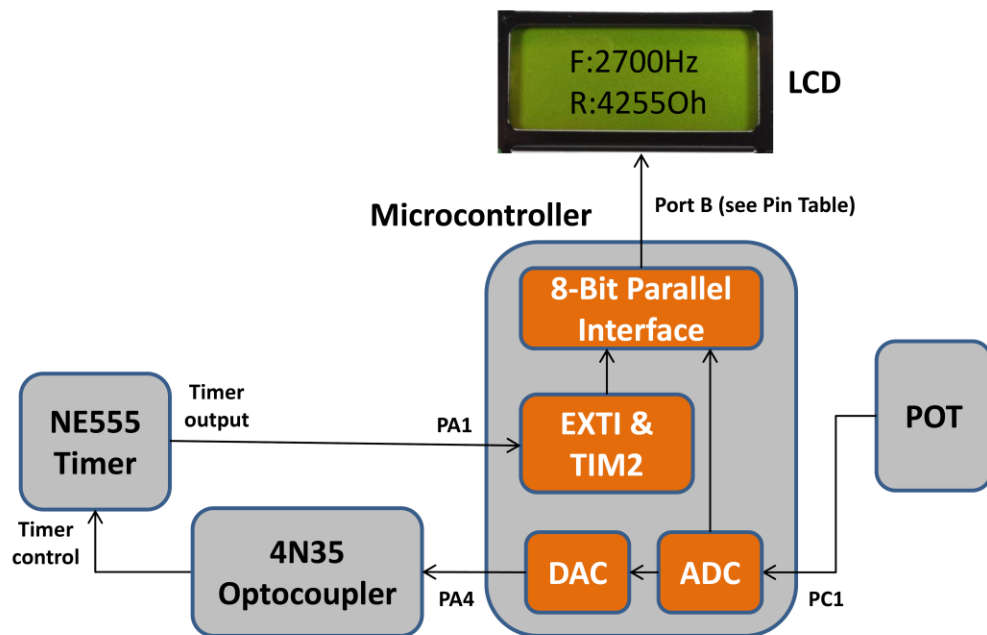 F:2700Hz
R:4255Oh
LCD
Port B (see Pin Table)
Microcontroller
8-Bit Parallel
Interface
NE555
Timer
Timer
output
PA1
EXTI &
TIM2
POT
Timer
control
4N35
Optocoupler
PA4
DAC
ADC
PC1